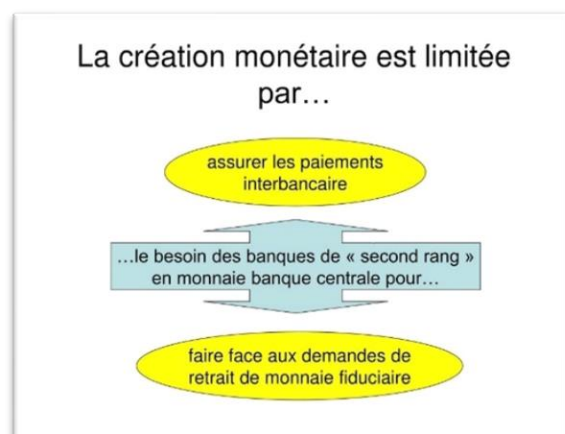 La création monétaire est limitée
par…
assurer les paiements
interbancaire
…le besoin des banques de « second rang »
en monnaie banque centrale pour…
faire face aux demandes de
retrait de monnaie fiduciaire